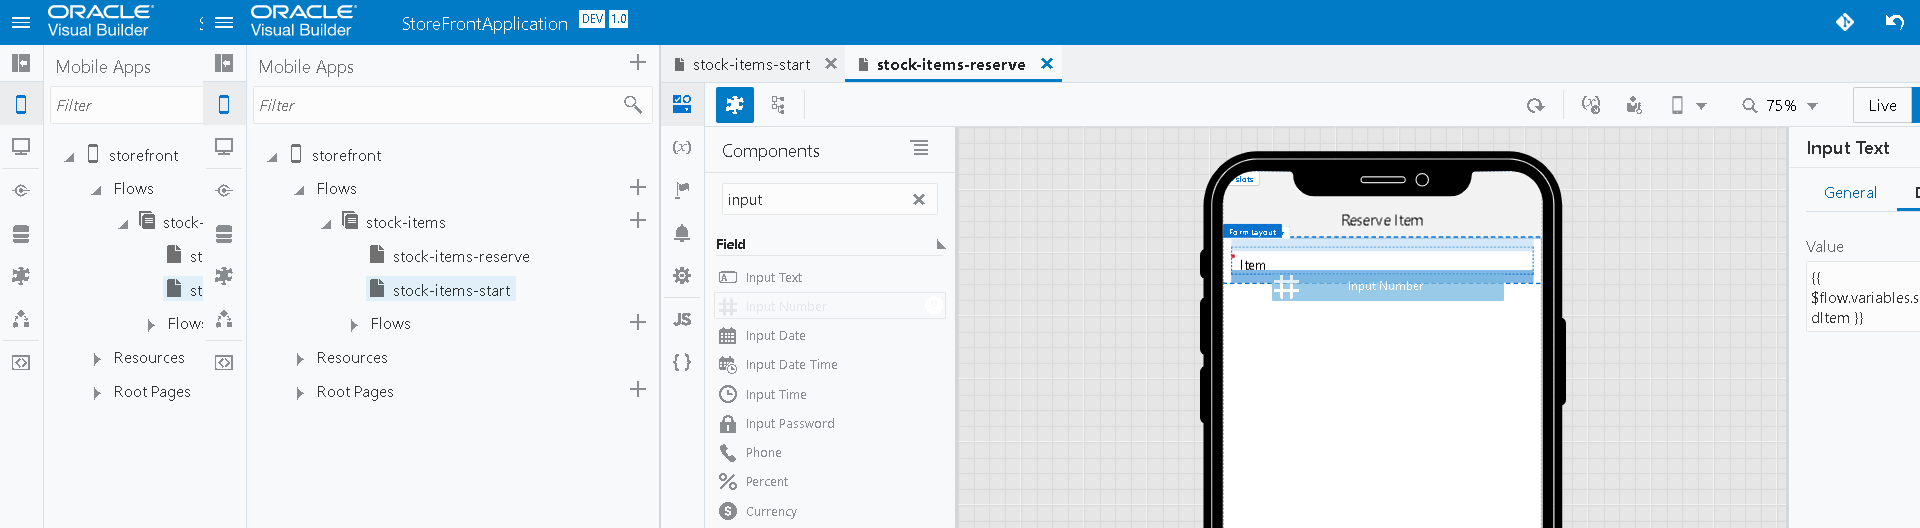 ORACLE
Visual Builder
ORACLE
Visual Builder
StoreFrontApplication
DEV
1.0
Mobile Apps
Filter
storefront
Flows
stock-
st
st
Flows
Resources
Root Pages
Mobile Apps
Filter
storefront
Flows
stock-items
stock-items-reserve
stock-items-start
Flows
Resources
Root Pages
stock-items-start
stock-items-reserve
75%
Live
(x)
JS
{ }
Components
input
Field
Input Text
Input Number
Input Date
Input Date Time
Input Time
Input Password
Phone
Percent
Currency
slots
Reserve Item
Form Layout
Item
Input Number
Input Text
General
Value
{{
$flow.variables.s
dItem }}